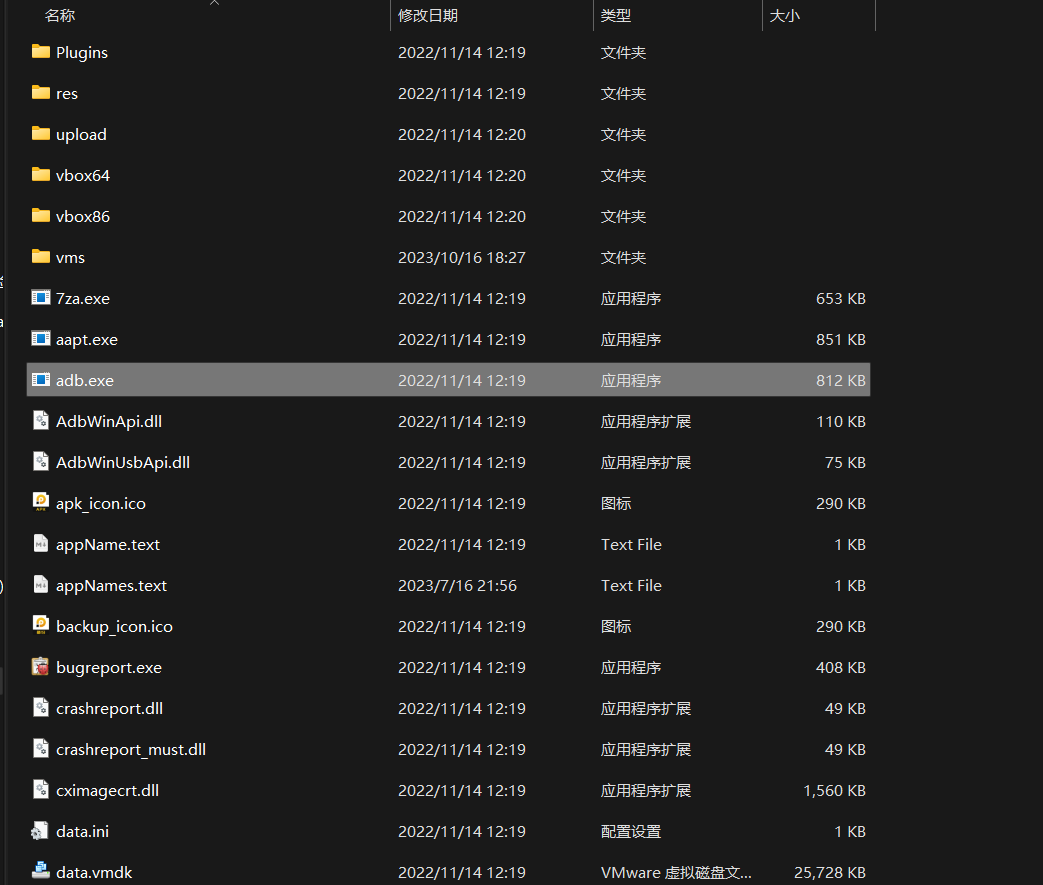 名称 修改日期 类型 大小
Plugins 2022/11/14 12:19 文件夹
res 2022/11/14 12:19 文件夹
upload 2022/11/14 12:20 文件夹
vbox64 2022/11/14 12:20 文件夹
vbox86 2022/11/14 12:20 文件夹
vms 2023/10/16 18:27 文件夹
7za.exe 2022/11/14 12:19 应用程序 653 KB
aapt.exe 2022/11/14 12:19 应用程序 851 KB
adb.exe 2022/11/14 12:19 应用程序 812 KB
AdbWinApi.dll 2022/11/14 12:19 应用程序扩展 110 KB
AdbWinUsbApi.dll 2022/11/14 12:19 应用程序扩展 75 KB
apk_icon.ico 2022/11/14 12:19 图标 290 KB
appName.text 2022/11/14 12:19 Text File 1 KB
appNames.text 2023/7/16 21:56 Text File 1 KB
backup_icon.ico 2022/11/14 12:19 图标 290 KB
bugreport.exe 2022/11/14 12:19 应用程序 408 KB
crashreport.dll 2022/11/14 12:19 应用程序扩展 49 KB
crashreport_must.dll 2022/11/14 12:19 应用程序扩展 49 KB
cximagecrt.dll 2022/11/14 12:19 应用程序扩展 1,560 KB
data.ini 2022/11/14 12:19 配置设置 1 KB
data.vmdk 2022/11/14 12:19 VMware 虚拟磁盘文... 25,728 KB